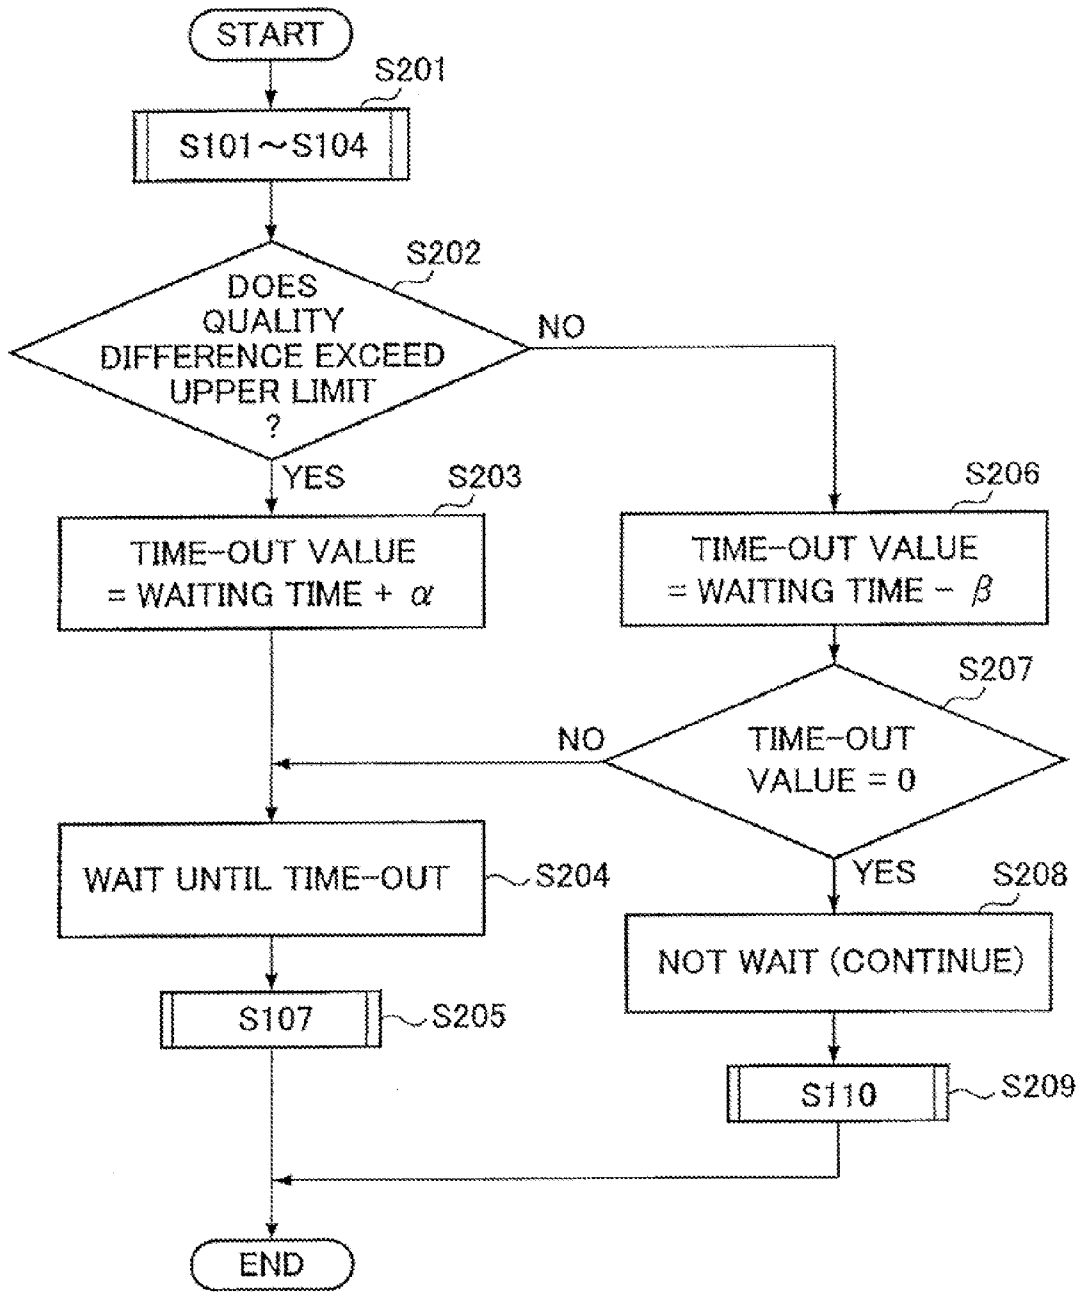 START
S201
S101~S104
S202
DOES
QUALITY
DIFFERENCE EXCEED
UPPER LIMIT
?
NO
YES
S203
TIME-OUT VALUE
= WAITING TIME + α
S206
TIME-OUT VALUE
= WAITING TIME - β
S207
TIME-OUT
VALUE = 0
NO
YES
WAIT UNTIL TIME-OUT
S204
S208
NOT WAIT (CONTINUE)
S107
S205
S110
S209
END